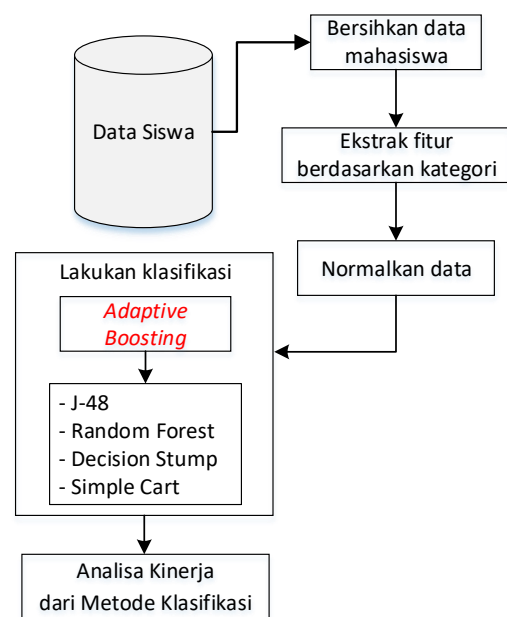 Data Siswa
Bersihkan data
mahasiswa
Ekstrak fitur
berdasarkan kategori
Normalkan data
Lakukan klasifikasi
Adaptive
Boosting
- J-48
- Random Forest
- Decision Stump
- Simple Cart
Analisa Kinerja
dari Metode Klasifikasi